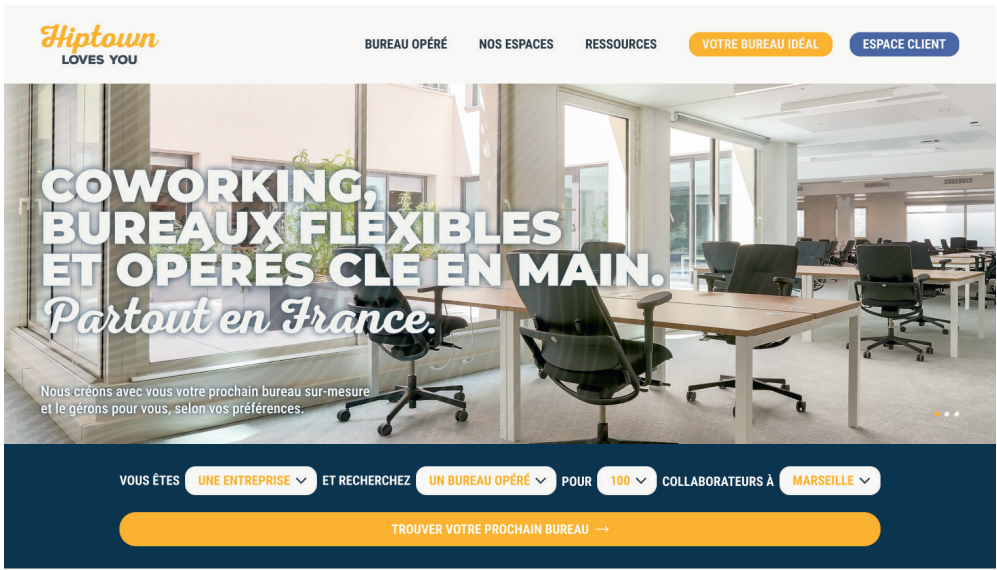 Hiptown
LOVES YOU
BUREAU OPÉRÉ
NOS ESPACES
RESSOURCES
VOTRE BUREAU IDÉAL
ESPACE CLIENT
COWORKING,
BUREAUX FLEXIBLES
ET OPÉRÉS CLÉ EN MAIN.
Partout en France.
Nous créons avec vous votre prochain bureau sur-mesure
et le gérons pour vous, selon vos préférences.
VOUS ÊTES UNE ENTREPRISE ET RECHERCHEZ UN BUREAU OPÉRÉ POUR 100 COLLABORATEURS À MARSEILLE
TROUVER VOTRE PROCHAIN BUREAU →